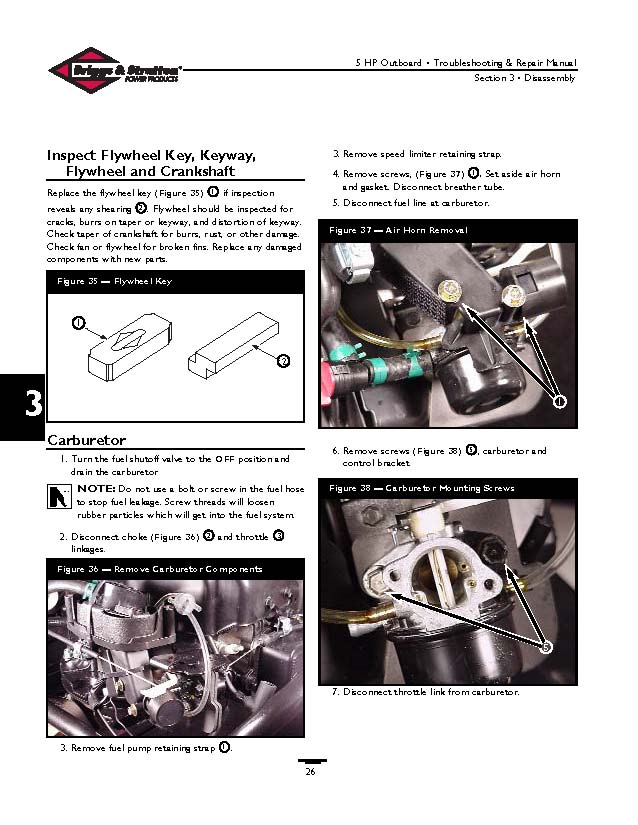 Briggs & Stratton
POWER PRODUCTS
5 HP Outboard • Troubleshooting & Repair Manual
Section 3 • Disassembly
Inspect Flywheel Key, Keyway,
Flywheel and Crankshaft
Replace the flywheel key (Figure 35) 1 if inspection
reveals any shearing 2. Flywheel should be inspected for
cracks, burrs on taper or keyway, and distortion of keyway.
Check taper of crankshaft for burrs, rust, or other damage.
Check fan or flywheel for broken fins. Replace any damaged
components with new parts.
Figure 35 — Flywheel Key
1
2
3
Carburetor
1. Turn the fuel shutoff valve to the OFF position and
drain the carburetor
NOTE: Do not use a bolt or screw in the fuel hose
to stop fuel leakage. Screw threads will loosen
rubber particles which will get into the fuel system.
2. Disconnect choke (Figure 36) 2 and throttle 3
linkages.
Figure 36 — Remove Carburetor Components
3. Remove fuel pump retaining strap 1.
3. Remove speed limiter retaining strap.
4. Remove screws, (Figure 37) 1. Set aside air horn
and gasket. Disconnect breather tube.
5. Disconnect fuel line at carburetor.
Figure 37 — Air Horn Removal
1
6. Remove screws (Figure 38) 5, carburetor and
control bracket
Figure 38 — Carburetor Mounting Screws
5
7. Disconnect throttle link from carburetor.
26